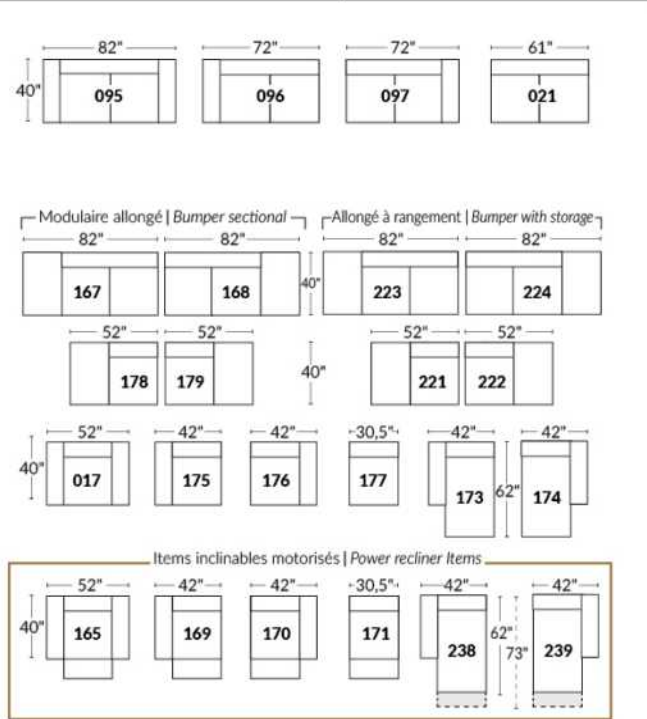 82" 72" 72" 61"
40" 095 096 097 021
Modulaire allongé | Bumper sectional Allongé à rangement | Bumper with storage
82" 82" 82" 82"
167 168 40" 223 224
52" 52" 52" 52"
178 179 40" 221 222
52" 42" 42" 30,5" 42" 42"
40" 017 175 176 177 173 62" 174
Items inclinables motorisés | Power recliner Items
52" 42" 42" 30,5" 42" 42"
40" 165 169 170 171 238 62" 73" 239